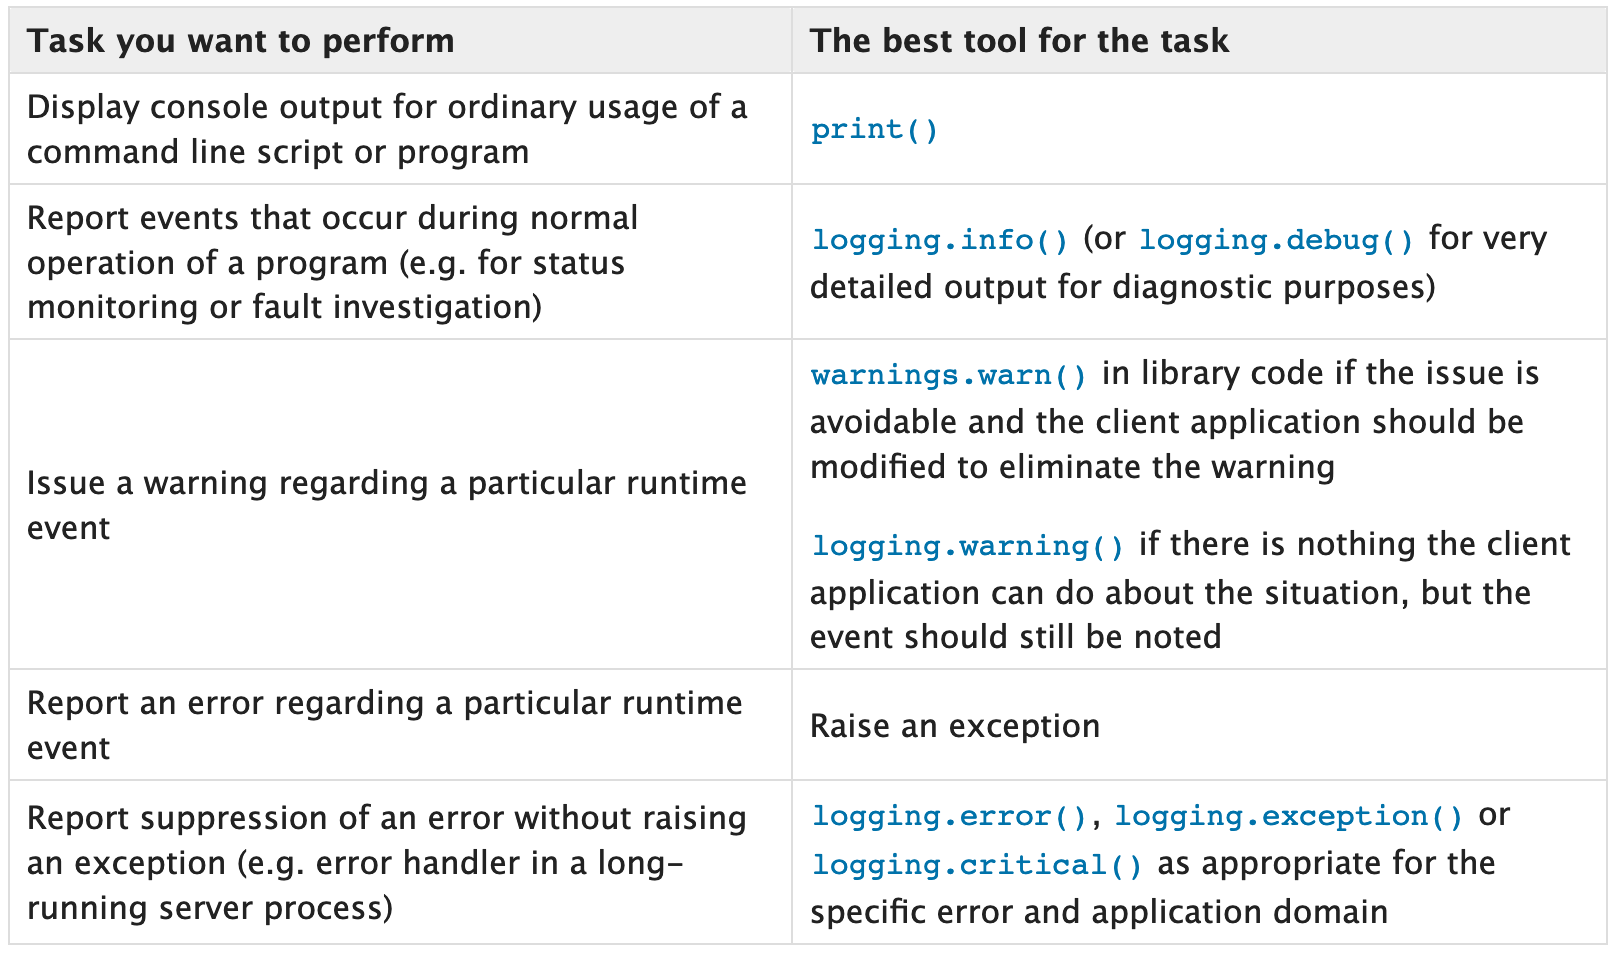 Task you want to perform
The best tool for the task
Display console output for ordinary usage of a
command line script or program
print()
Report events that occur during normal
operation of a program (e.g. for status
monitoring or fault investigation)
logging.info() (or logging.debug() for very
detailed output for diagnostic purposes)
Issue a warning regarding a particular runtime
event
warnings.warn() in library code if the issue is
avoidable and the client application should be
modified to eliminate the warning
logging.warning() if there is nothing the client
application can do about the situation, but the
event should still be noted
Report an error regarding a particular runtime
event
Raise an exception
Report suppression of an error without raising
an exception (e.g. error handler in a long-
running server process)
logging.error(), logging.exception() or
logging.critical() as appropriate for the
specific error and application domain